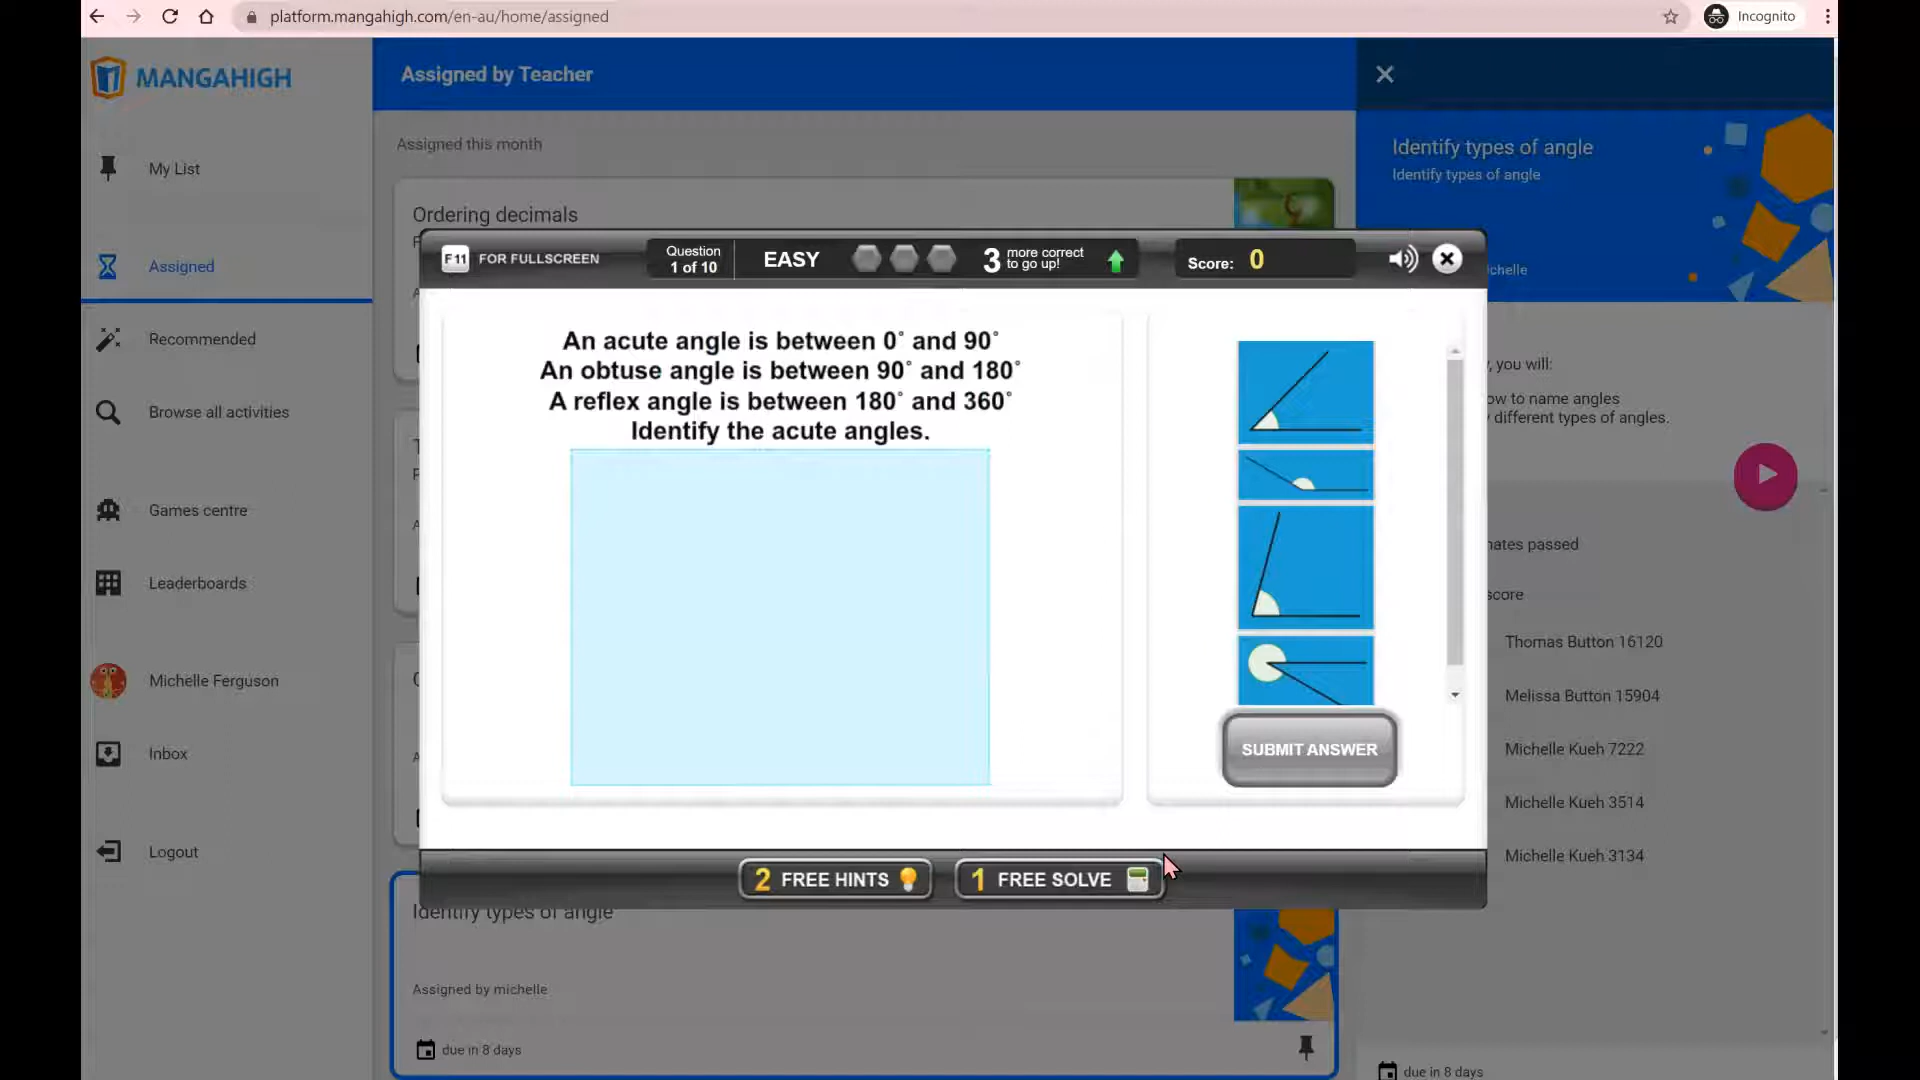 platform.mangahigh.com/en-au/home/assigned
Incognito
MANGAHIGH
My List
Assigned
Recommended
Browse all activities
Games centre
Leaderboards
Michelle Ferguson
Inbox
Logout
Assigned by Teacher
Assigned this month
Ordering decimals
F11 FOR FULLSCREEN
Question
1 of 10
EASY
3 more correct
to go up!
Score: 0
An acute angle is between 0° and 90°
An obtuse angle is between 90° and 180°
A reflex angle is between 180° and 360°
Identify the acute angles.
SUBMIT ANSWER
2 FREE HINTS
1 FREE SOLVE
Identify types of angle
Assigned by michelle
due in 8 days
Identify types of angle
Identify types of angle
ichelle
, you will:
ow to name angles
different types of angles.
nates passed
score
Thomas Button 16120
Melissa Button 15904
Michelle Kueh 7222
Michelle Kueh 3514
Michelle Kueh 3134
due in 8 days